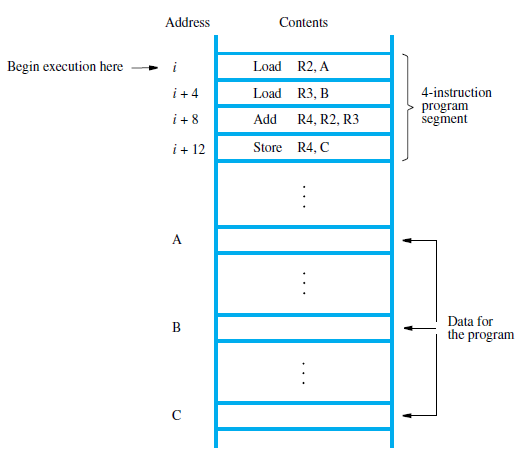 Address Contents
Begin execution here i Load R2, A
i + 4 Load R3, B
i + 8 Add R4, R2, R3
i + 12 Store R4, C
4-instruction
program
segment
A
B
C
Data for
the program